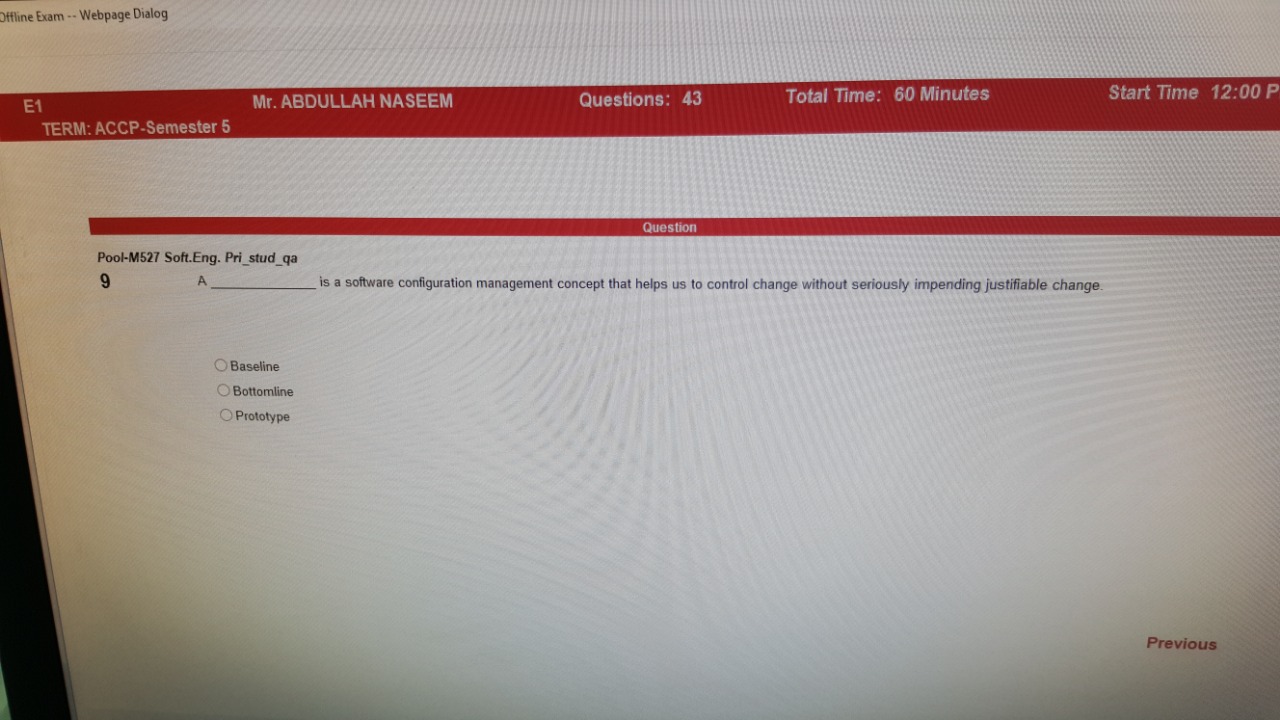 Offline Exam -- Webpage Dialog
E1 Mr. ABDULLAH NASEEM Questions: 43 Total Time: 60 Minutes Start Time 12:00 P
TERM: ACCP-Semester 5
Question
Pool-M527 Soft.Eng. Pri_stud_qa
9 A ______________ is a software configuration management concept that helps us to control change without seriously impending justifiable change.
Baseline
Bottomline
Prototype
Previous